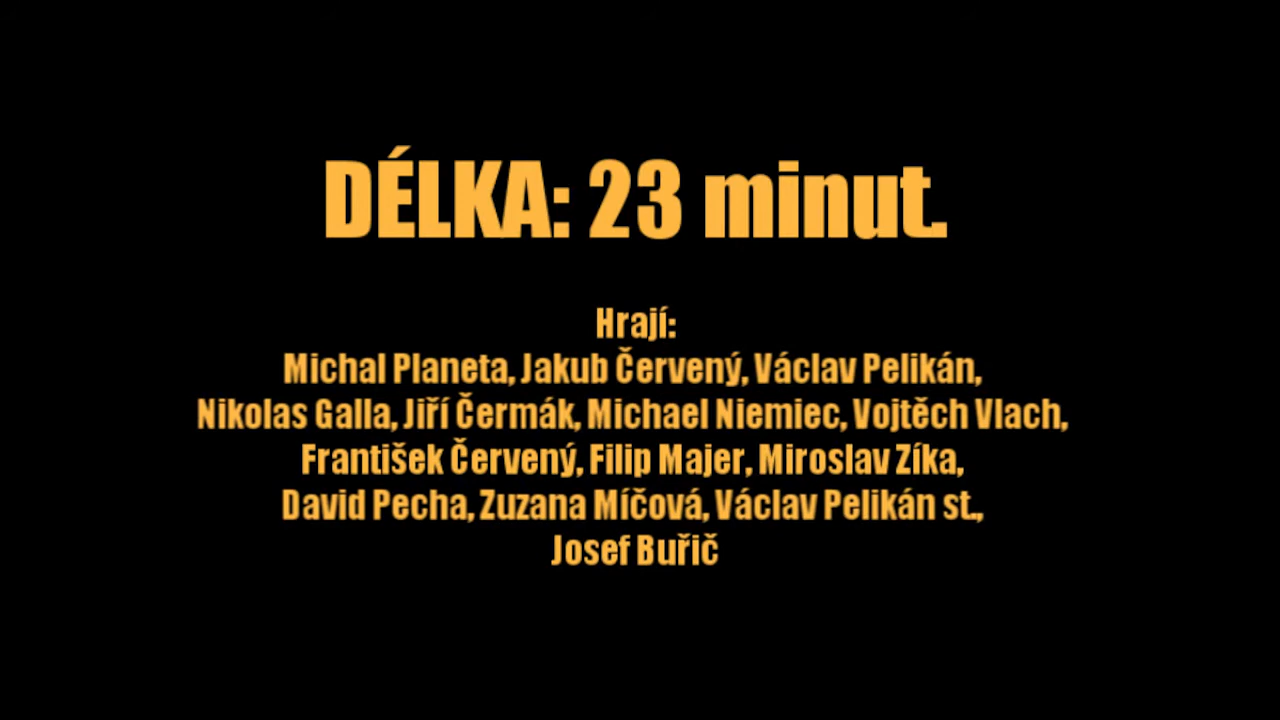 DÉLKA: 23 minut.
Hrají:
Michal Planeta, Jakub Červený, Václav Pelikán,
Nikolas Galla, Jiří Čermák, Michael Niemiec, Vojtěch Vlach,
František Červený, Filip Majer, Miroslav Zíka,
David Pecha, Zuzana Míčová, Václav Pelikán st.,
Josef Buřič